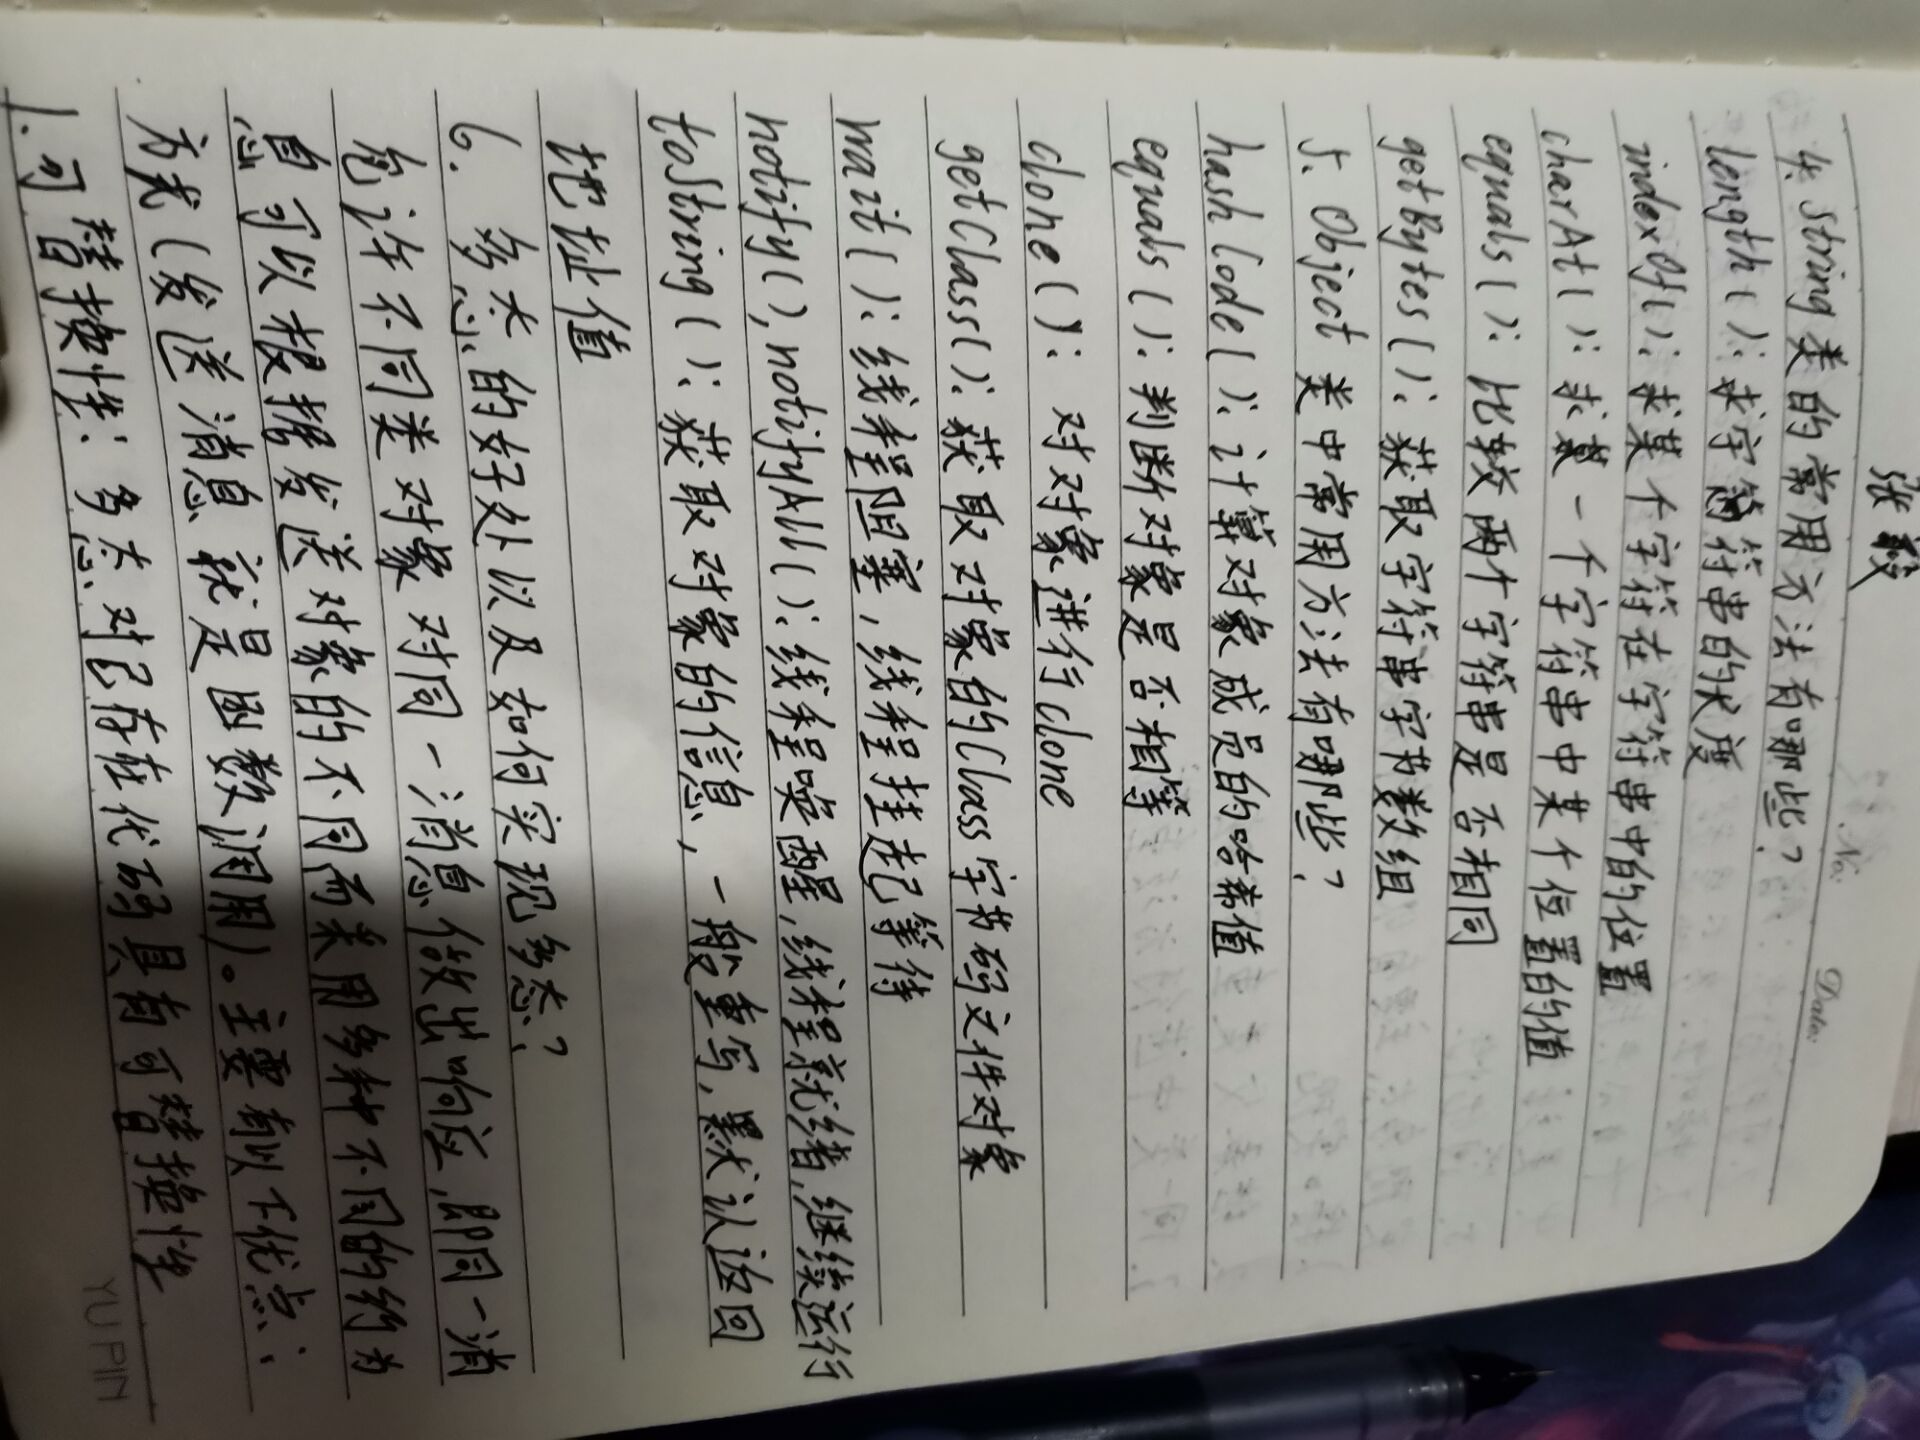 张毅
No.
Date.
4. String类的常用方法有哪些?
length(): 求字符串的长度
indexOf(): 求某个字符在字符串中的位置
charAt(): 求一个字符串中某个位置的值
equals(): 比较两个字符串是否相同
getBytes(): 获取字符串字节数组
5. Object类中常用方法有哪些?
hashCode(): 计算对象成员的哈希值
equals(): 判断对象是否相等
clone(): 对对象进行clone
getClass(): 获取对象的Class字节码文件对象
wait(): 线程阻塞, 线程挂起等待
notify(), notifyAll(): 线程唤醒, 线程就绪, 继续运行
toString(): 获取对象的信息, 一般重写, 默认返回
地址值
6. 多态的好处以及如何实现多态?
允许不同类对象对同一消息做出响应, 即同一消
息可以根据发送对象的不同而采用多种不同的行为
方式(发送消息就是函数调用)。主要有以下优点:
1. 可替换性: 多态对已存在代码具有可替换性
YUPIN